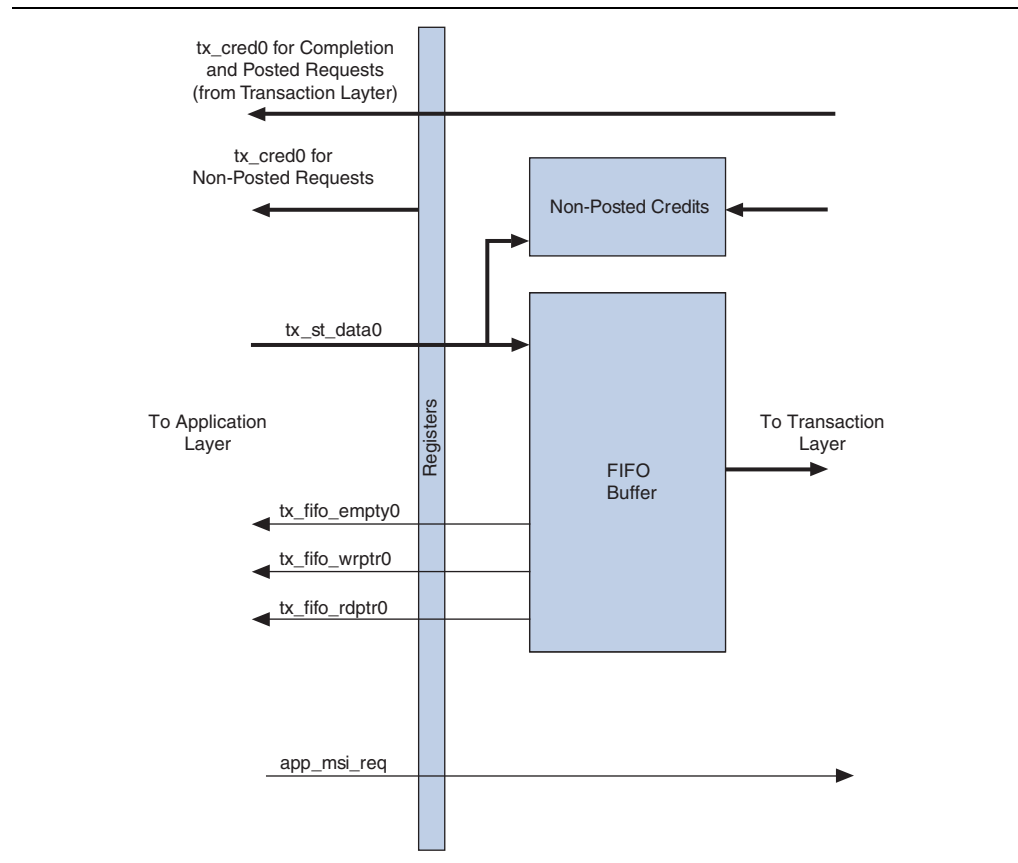 tx_cred0 for Completion
and Posted Requests
(from Transaction Layter)
tx_cred0 for
Non-Posted Requests
Non-Posted Credits
tx_st_data0
To Application
Layer
Registers
To Transaction
Layer
FIFO
Buffer
tx_fifo_empty0
tx_fifo_wrptr0
tx_fifo_rdptr0
app_msi_req